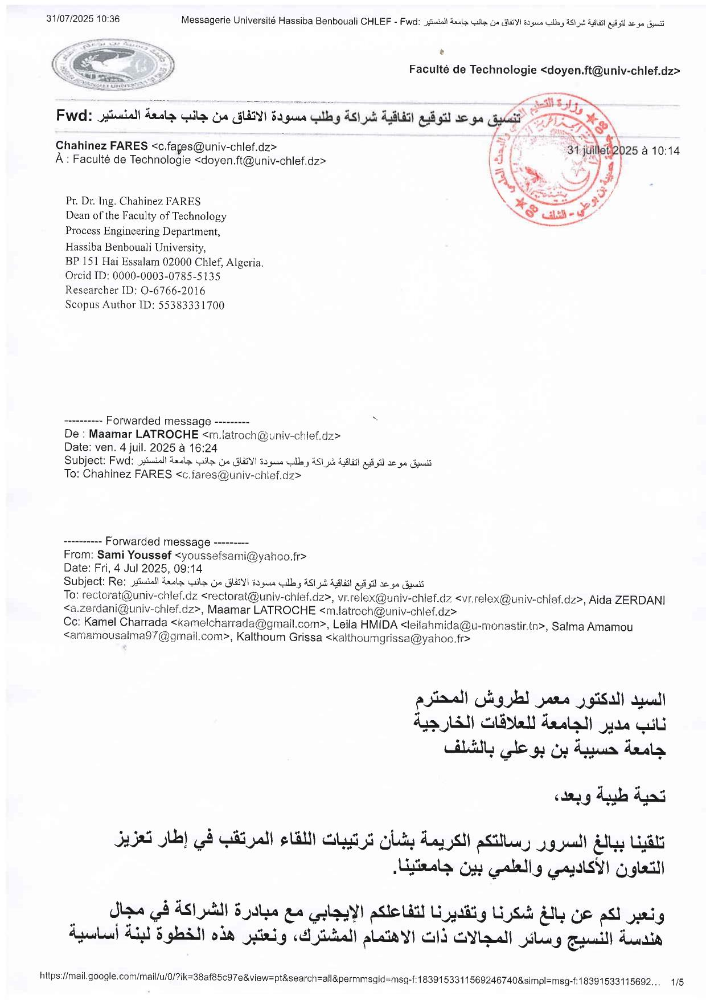 31/07/2025 10:36
Messagerie Université Hassiba Benbouali CHLEF - Fwd: تنسيق موعد لتوقيع اتفاقية شراكة وطلب مسودة الاتفاق من جانب جامعة المنستير
Faculté de Technologie <doyen.ft@univ-chlef.dz>
Fwd: تنسيق موعد لتوقيع اتفاقية شراكة وطلب مسودة الاتفاق من جانب جامعة المنستير
Chahinez FARES <c.fares@univ-chlef.dz>
31 juillet 2025 à 10:14
À : Faculté de Technologie <doyen.ft@univ-chlef.dz>
Pr. Dr. Ing. Chahinez FARES
Dean of the Faculty of Technology
Process Engineering Department,
Hassiba Benbouali University,
BP 151 Hai Essalam 02000 Chlef, Algeria.
Orcid ID: 0000-0003-0785-5135
Researcher ID: O-6766-2016
Scopus Author ID: 55383331700
---------- Forwarded message ---------
De : Maamar LATROCHE <m.latroch@univ-chlef.dz>
Date: ven. 4 juil. 2025 à 16:24
Subject: Fwd: تنسيق موعد لتوقيع اتفاقية شراكة وطلب مسودة الاتفاق من جانب جامعة المنستير
To: Chahinez FARES <c.fares@univ-chlef.dz>
---------- Forwarded message ---------
From: Sami Youssef <youssefsami@yahoo.fr>
Date: Fri, 4 Jul 2025, 09:14
Subject: Re: تنسيق موعد لتوقيع اتفاقية شراكة وطلب مسودة الاتفاق من جانب جامعة المنستير
To: rectorat@univ-chlef.dz <rectorat@univ-chlef.dz>, vr.relex@univ-chlef.dz <vr.relex@univ-chlef.dz>, Aida ZERDANI
<a.zerdani@univ-chlef.dz>, Maamar LATROCHE <m.latroch@univ-chlef.dz>
Cc: Kamel Charrada <kamelcharrada@gmail.com>, Leila HMIDA <leilahmida@u-monastir.tn>, Salma Amamou
<amamousalma97@gmail.com>, Kalthoum Grissa <kalthoumgrissa@yahoo.fr>
السيد الدكتور معمر لطروش المحترم
نائب مدير الجامعة للعلاقات الخارجية
جامعة حسيبة بن بوعلي بالشلف
تحية طيبة وبعد،
تلقينا ببالغ السرور رسالتكم الكريمة بشأن ترتيبات اللقاء المرتقب في إطار تعزيز
التعاون الأكاديمي والعلمي بين جامعتينا.
ونعبر لكم عن بالغ شكرنا وتقديرنا لتفاعلكم الإيجابي مع مبادرة الشراكة في مجال
هندسة النسيج وسائر المجالات ذات الاهتمام المشترك، ونعتبر هذه الخطوة لبنة أساسية
https://mail.google.com/mail/u/0/?ik=38af85c97e&view=pt&search=all&permmsgid=msg-f:1839153311569246740&simpl=msg-f:18391533115692...
1/5